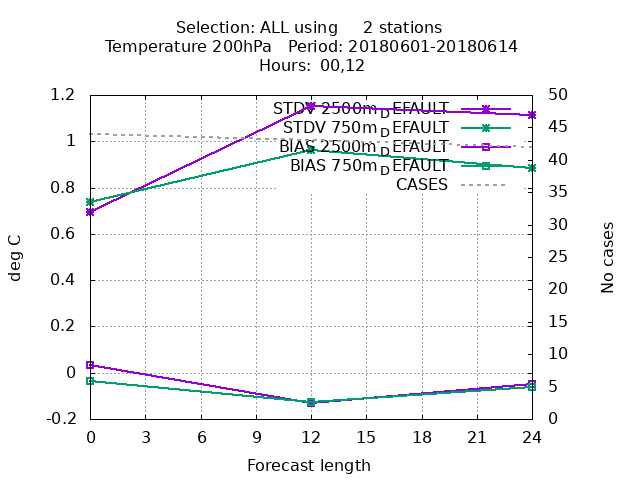 Selection: ALL using 2 stations
Temperature 200hPa Period: 20180601-20180614
Hours: 00,12
STDV 2500m_DEFAULT
STDV 750m_DEFAULT
BIAS 2500m_DEFAULT
BIAS 750m_DEFAULT
CASES
deg C
1.2
1
0.8
0.6
0.4
0.2
0
-0.2
50
45
40
35
30
25
20
15
10
5
0
No cases
0 3 6 9 12 15 18 21 24
Forecast length